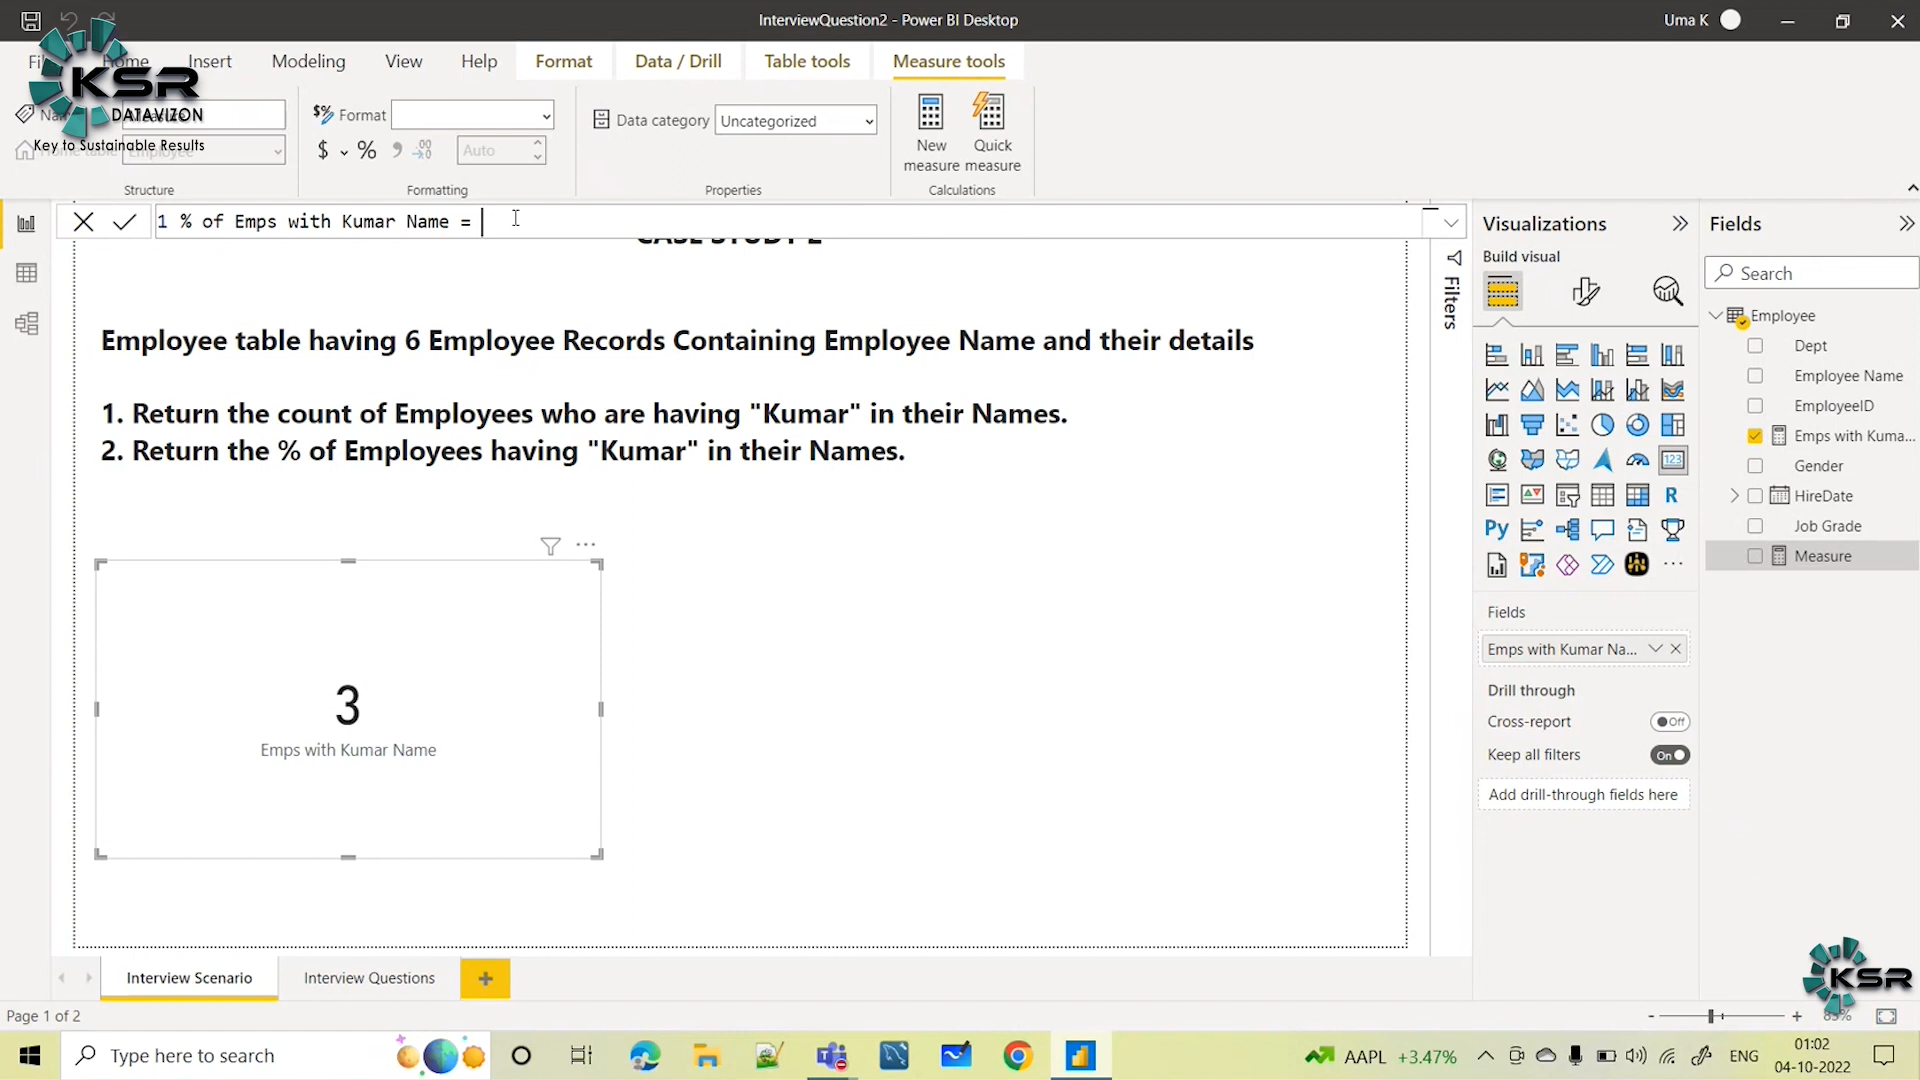 InterviewQuestion2 - Power BI Desktop
Uma K
Home
Insert
Modeling
View
Help
Format
Data / Drill
Table tools
Measure tools
KSR
DATAVIZON
Key to Sustainable Results
Format
$ %
Auto
Data category
Uncategorized
New measure
Quick measure
Structure
Formatting
Properties
Calculations
1 % of Emps with Kumar Name =
Employee table having 6 Employee Records Containing Employee Name and their details
1. Return the count of Employees who are having "Kumar" in their Names.
2. Return the % of Employees having "Kumar" in their Names.
3
Emps with Kumar Name
Filters
Visualizations
Build visual
123
R
Py
Fields
Emps with Kumar Na...
Drill through
Cross-report
Off
Keep all filters
On
Add drill-through fields here
Fields
Search
Employee
Dept
Employee Name
EmployeeID
Emps with Kuma...
Gender
HireDate
Job Grade
Measure
Interview Scenario
Interview Questions
Page 1 of 2
KSR
Type here to search
AAPL +3.47%
ENG
01:02
04-10-2022